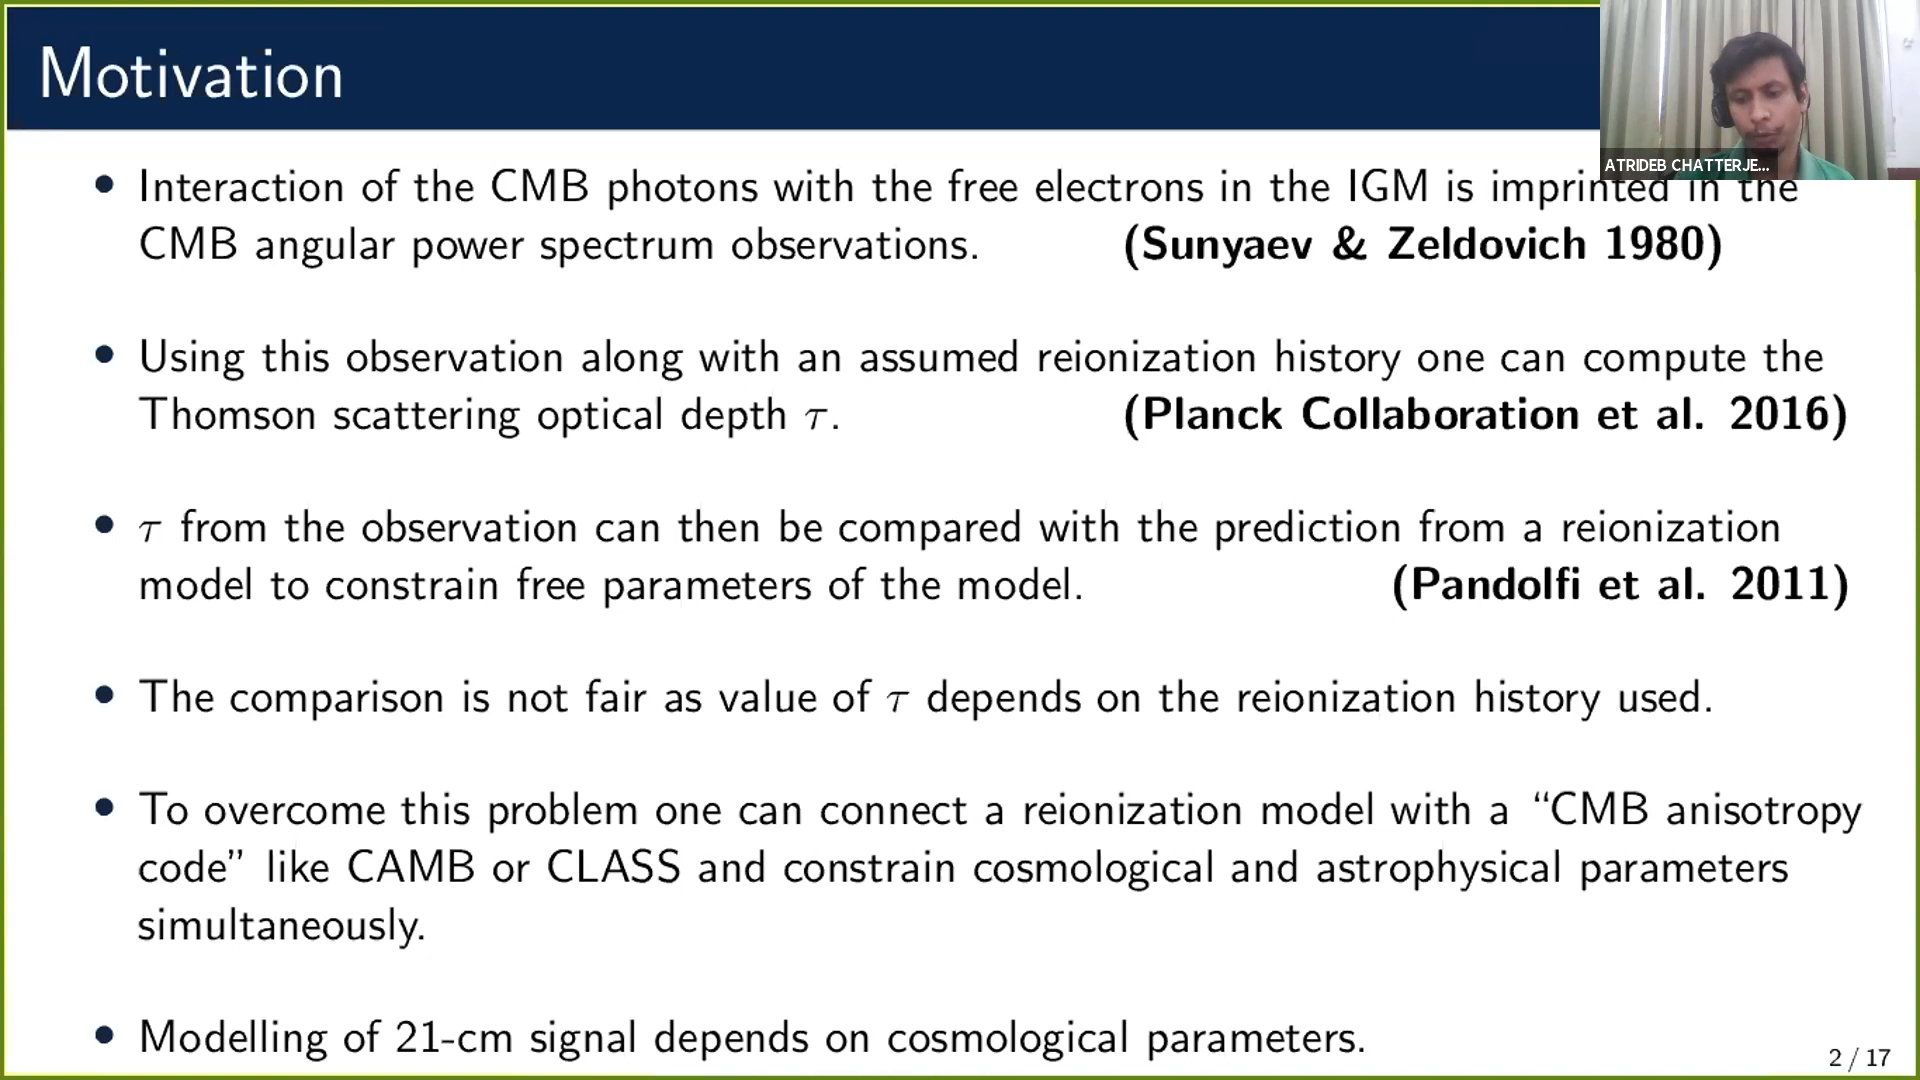 Motivation
ATRIDEB CHATTERJE...
• Interaction of the CMB photons with the free electrons in the IGM is imprinted in the
CMB angular power spectrum observations. (Sunyaev & Zeldovich 1980)
• Using this observation along with an assumed reionization history one can compute the
Thomson scattering optical depth τ. (Planck Collaboration et al. 2016)
• τ from the observation can then be compared with the prediction from a reionization
model to constrain free parameters of the model. (Pandolfi et al. 2011)
• The comparison is not fair as value of τ depends on the reionization history used.
• To overcome this problem one can connect a reionization model with a “CMB anisotropy
code” like CAMB or CLASS and constrain cosmological and astrophysical parameters
simultaneously.
• Modelling of 21-cm signal depends on cosmological parameters.
2 / 17